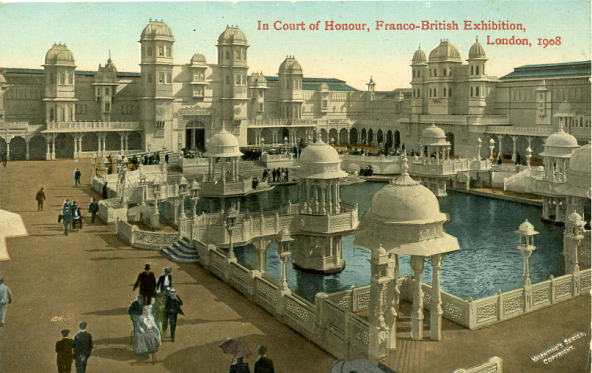 In Court of Honour, Franco-British Exhibition,
London, 1908
VALENTINE'S SERIES,
COPYRIGHT.